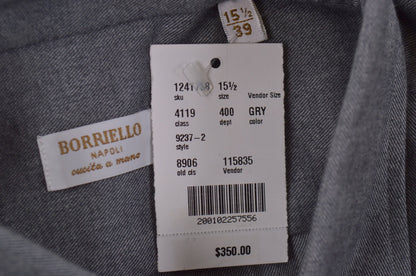 15½
39
15½
size
Vendor Size
sku
4119 400 GRY
class dept color
9237-2
style
8906 115835
old cls Vendor
200102257556
$350.00
BORRIELLO
NAPOLI
cucita a mano